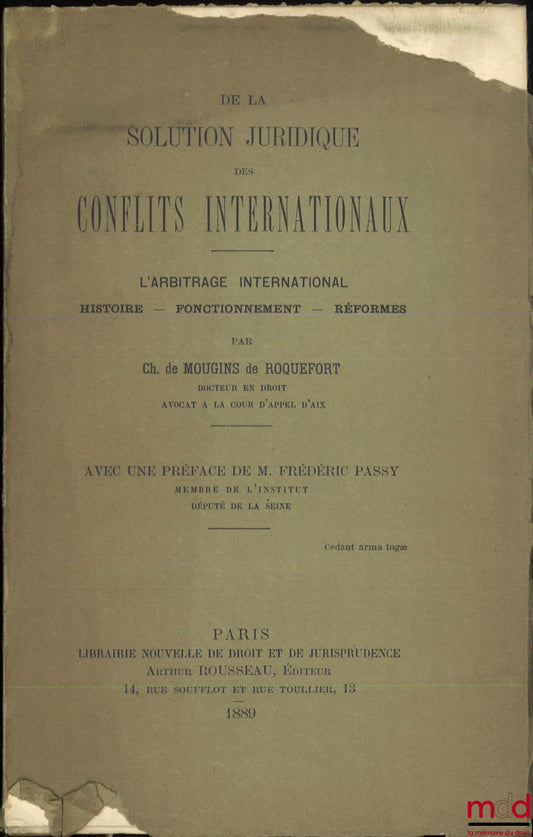 DE LA
SOLUTION JURIDIQUE
DES
CONFLITS INTERNATIONAUX
L'ARBITRAGE INTERNATIONAL
HISTOIRE — FONCTIONNEMENT — RÉFORMES
PAR
Ch. de MOUGINS de ROQUEFORT
DOCTEUR EN DROIT
AVOCAT A LA COUR D'APPEL D'AIX
AVEC UNE PRÉFACE DE M. FRÉDÉRIC PASSY
MEMBRE DE L'INSTITUT
DÉPUTÉ DE LA SEINE
Cedant arma togæ
PARIS
LIBRAIRIE NOUVELLE DE DROIT ET DE JURISPRUDENCE
ARTHUR ROUSSEAU, ÉDITEUR
14, RUE SOUFFLOT ET RUE TOULLIER, 13
1889
mdd
la mémoire du droit